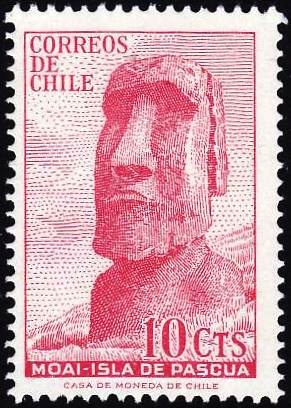 CORREOS
DE
CHILE
10 CTS
MOAI-ISLA DE PASCUA
CASA DE MONEDA DE CHILE